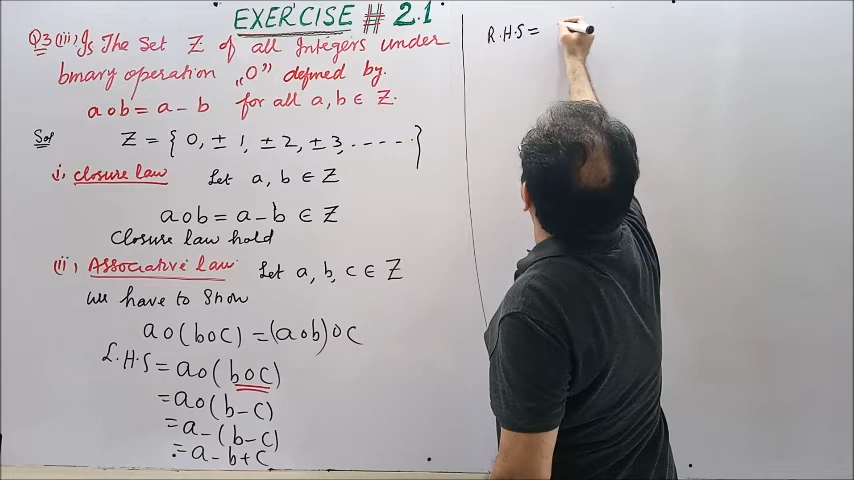 EXERCISE # 2.1
Q3(iii) Is The Set Z of all Integers under
binary operation "O" defined by.
a o b = a - b for all a, b ∈ Z.
Sol Z = { 0, ± 1, ± 2, ± 3, ----- }
i, closure law Let a, b ∈ Z
a o b = a - b ∈ Z
Closure law hold
(ii, Associative law Let a, b, c ∈ Z
We have to Show
a o (b o c) = (a o b) o c
L.H.S = a o ( b o c )
= a o ( b - c )
= a - ( b - c )
= a - b + c
R.H.S =